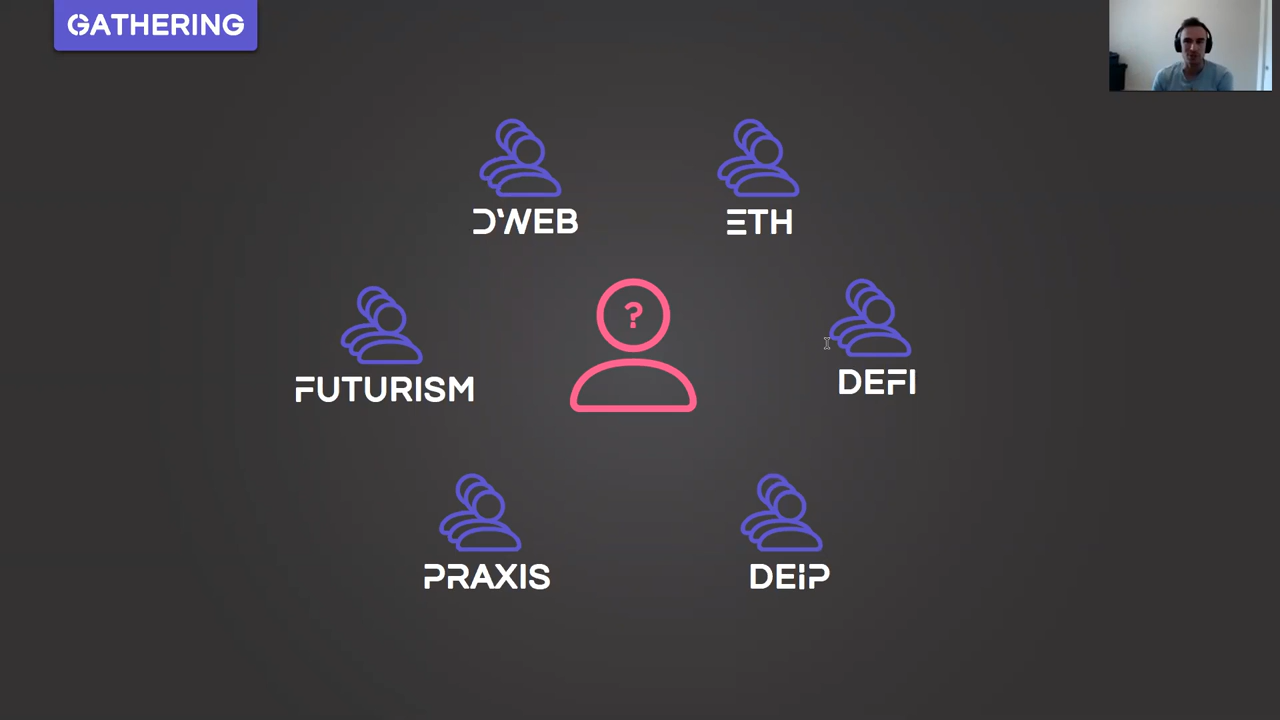 GATHERING
D'WEB
ETH
?
FUTURISM
DEFI
PRAXIS
DEIP